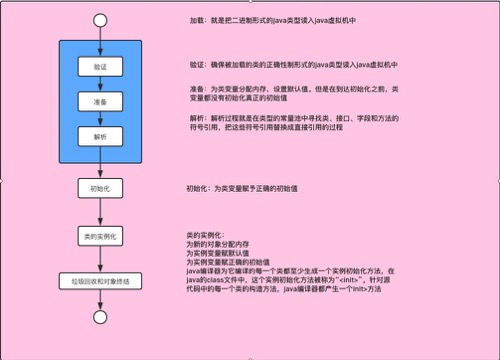 加载：就是把二进制形式的java类型读入java虚拟机中
验证
验证：确保被加载的类的正确性制形式的java类型读入java虚拟机中
准备
准备：为类变量分配内存，设置默认值，但是在到达初始化之前，类
变量都没有初始化真正的初始值
解析
解析：解析过程就是在类型的常量池中寻找类、接口、字段和方法的
符号引用，把这些符号引用替换成直接引用的过程
初始化
初始化：为类变量赋予正确的初始值
类的实例化
类的实例化：
为新的对象分配内存
为实例变量赋默认值
为实例变量赋正确的初始值
java编译器为它编译的每一个类都至少生成一个实例初始化方法，在
java的class文件中，这个实例初始化方法被称为“<init>”，针对源
代码中的每一个类的构造方法，java编译器都产生一个init>方法
垃圾回收和对象终结